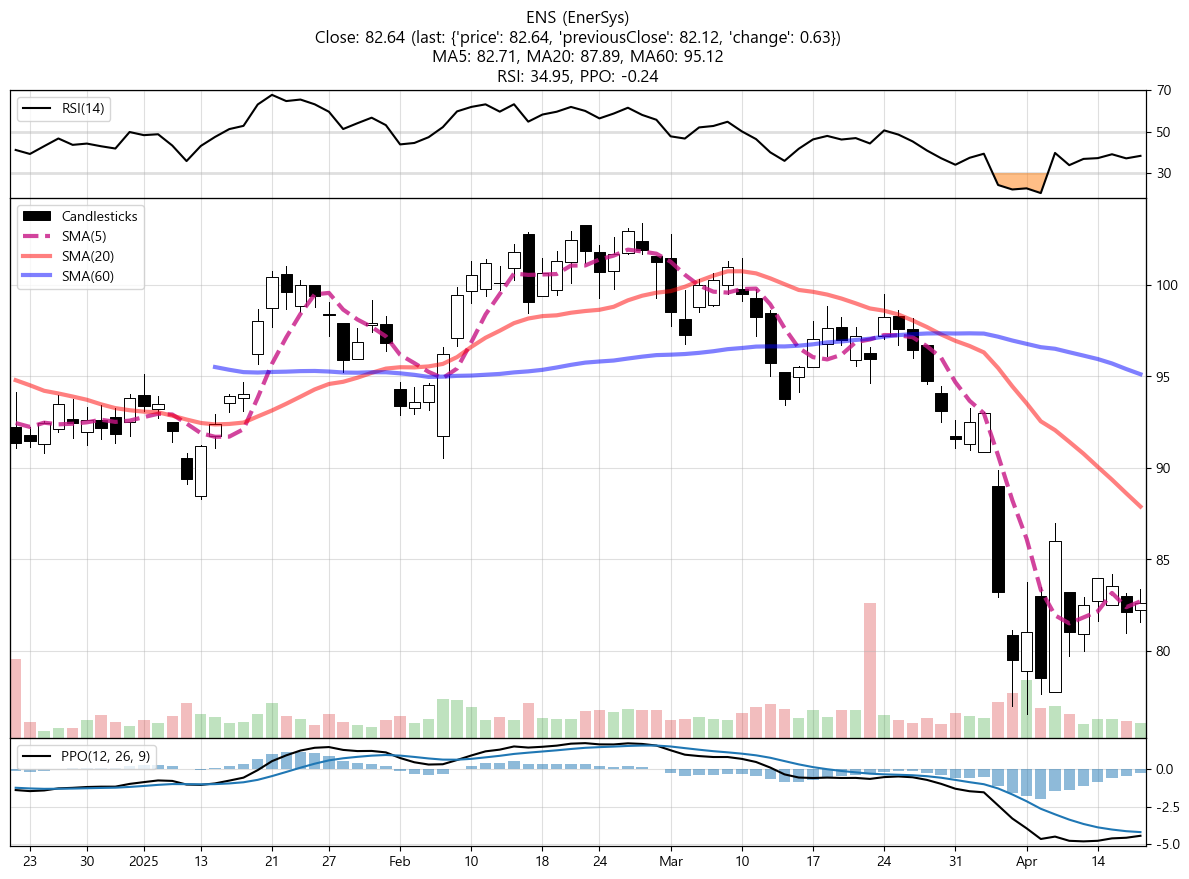 ENS (EnerSys)
Close: 82.64 (last: {'price': 82.64, 'previousClose': 82.12, 'change': 0.63})
MA5: 82.71, MA20: 87.89, MA60: 95.12
RSI: 34.95, PPO: -0.24
RSI(14)
70
50
30
Candlesticks
SMA(5)
SMA(20)
SMA(60)
100
95
90
85
80
PPO(12, 26, 9)
0.0
-2.5
-5.0
23 30 2025 13 21 27 Feb 10 18 24 Mar 10 17 24 31 Apr 14